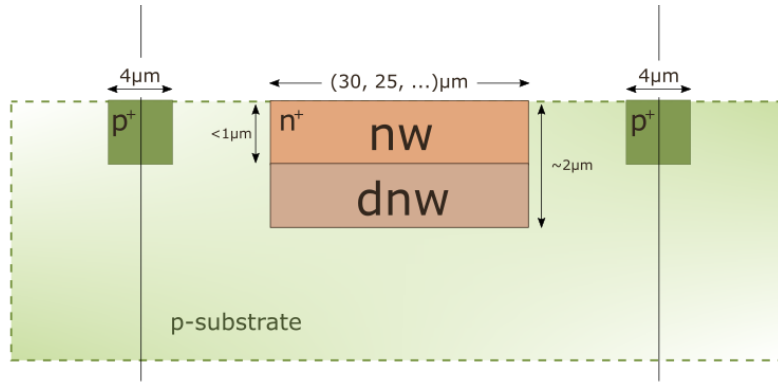 4μm
(30, 25, ...)μm
4μm
p+
<1μm
n+
nw
~2μm
p+
dnw
p-substrate